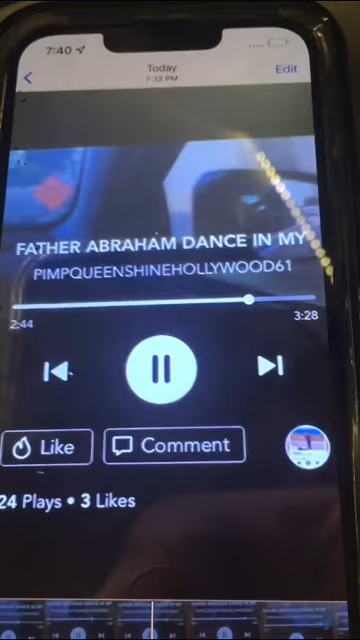 7:40
Today
7:33 PM
Edit
FATHER ABRAHAM DANCE IN MY
PIMPQUEENSHINEHOLLYWOOD61
2:44
3:28
Like
Comment
24 Plays • 3 Likes